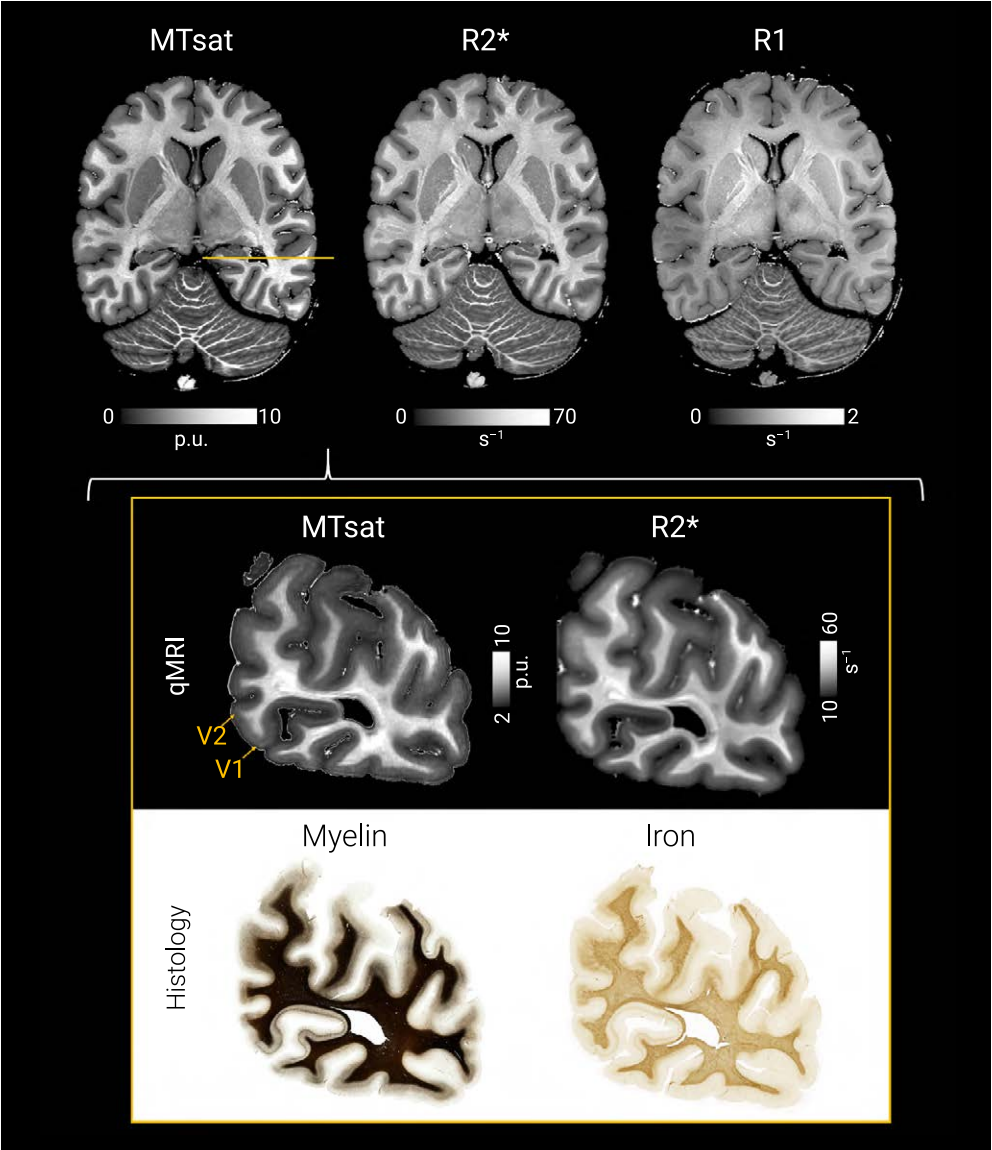 MTsat
R2*
R1
0
10
p.u.
0
70
s⁻¹
0
2
s⁻¹
MTsat
R2*
qMRI
2
10
p.u.
10
60
s⁻¹
V2
V1
Myelin
Iron
Histology